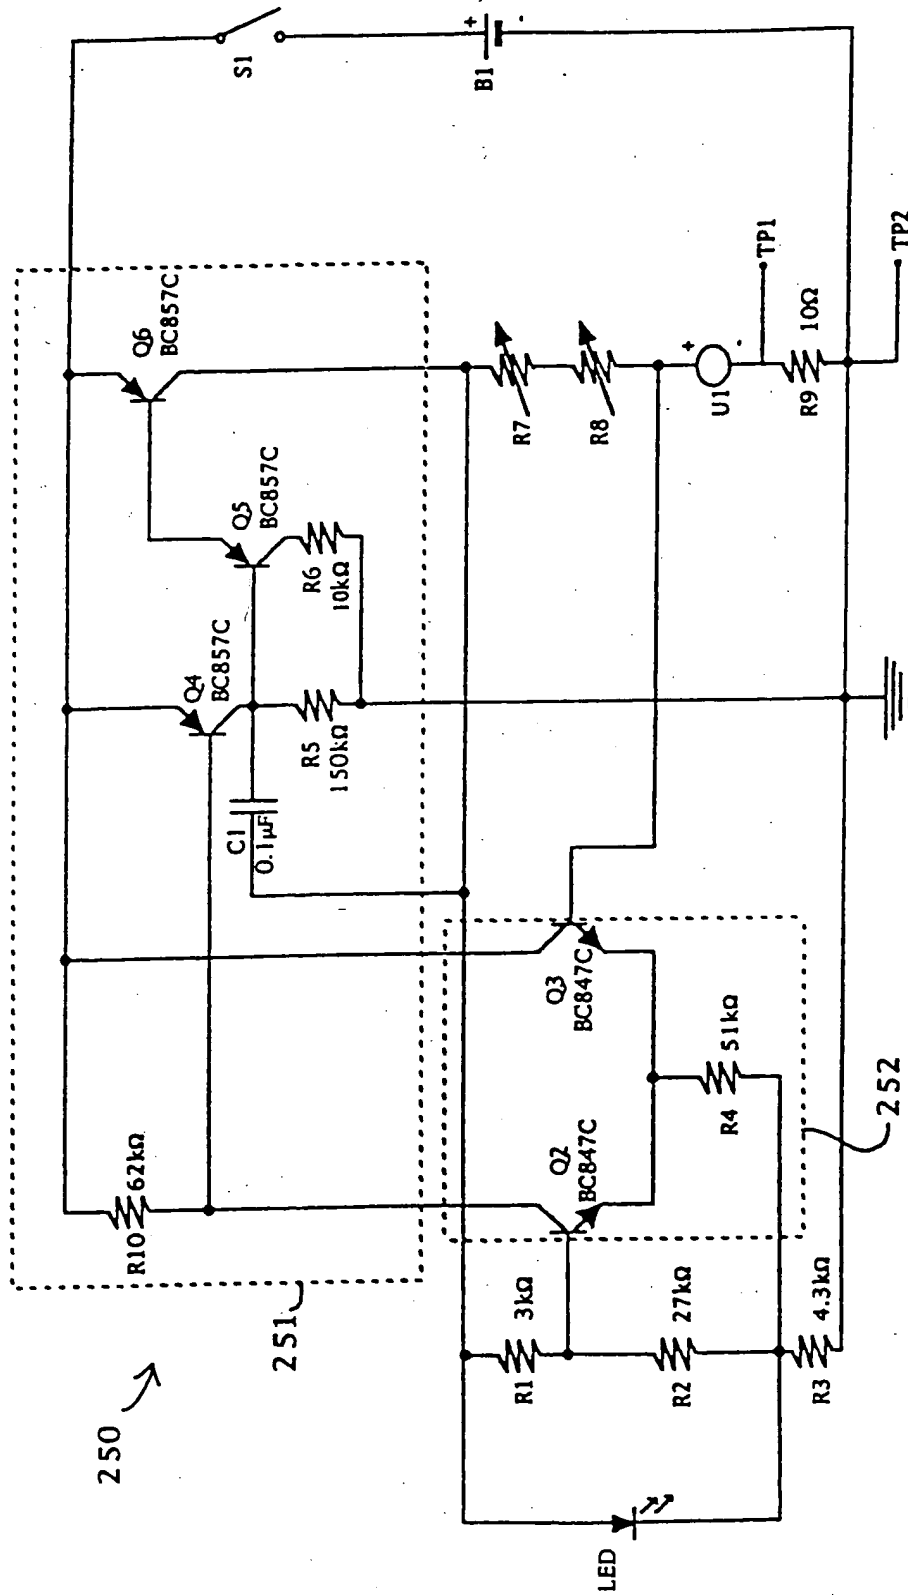 250
251
252
R10
62kΩ
Q4
BC857C
Q5
BC857C
Q6
BC857C
C1
0.1μF
R5
150kΩ
R6
10kΩ
S1
+
B1
-
LED
R1
3kΩ
R2
27kΩ
R3
4.3kΩ
Q2
BC847C
Q3
BC847C
R4
51kΩ
R7
R8
+
U1
-
R9
10Ω
TP1
TP2